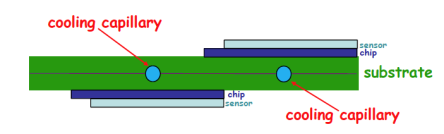 cooling capillary
sensor
chip
substrate
chip
sensor
cooling capillary